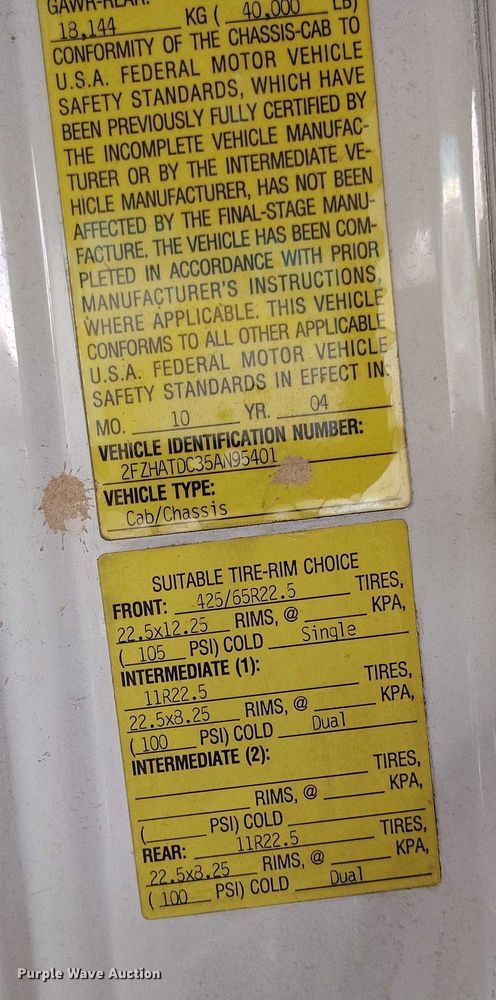 GAWR-REAR:
18,144 KG ( 40,000 LB)
CONFORMITY OF THE CHASSIS-CAB TO
U.S.A. FEDERAL MOTOR VEHICLE
SAFETY STANDARDS, WHICH HAVE
BEEN PREVIOUSLY FULLY CERTIFIED BY
THE INCOMPLETE VEHICLE MANUFAC-
TURER OR BY THE INTERMEDIATE VE-
HICLE MANUFACTURER, HAS NOT BEEN
AFFECTED BY THE FINAL-STAGE MANU-
FACTURE. THE VEHICLE HAS BEEN COM-
PLETED IN ACCORDANCE WITH PRIOR
MANUFACTURER'S INSTRUCTIONS,
WHERE APPLICABLE. THIS VEHICLE
CONFORMS TO ALL OTHER APPLICABLE
U.S.A. FEDERAL MOTOR VEHICLE
SAFETY STANDARDS IN EFFECT IN:
MO. 10 YR. 04
VEHICLE IDENTIFICATION NUMBER:
2FZHATDC35AN95401
VEHICLE TYPE:
Cab/Chassis
SUITABLE TIRE-RIM CHOICE
FRONT: 425/65R22.5 TIRES,
22.5x12.25 RIMS, @ KPA,
( 105 PSI) COLD Single
INTERMEDIATE (1):
11R22.5 TIRES,
22.5x8.25 RIMS, @ KPA,
( 100 PSI) COLD Dual
INTERMEDIATE (2):
TIRES,
RIMS, @ KPA,
( PSI) COLD
REAR: 11R22.5 TIRES,
22.5x8.25 RIMS, @ KPA,
( 100 PSI) COLD Dual
Purple Wave Auction